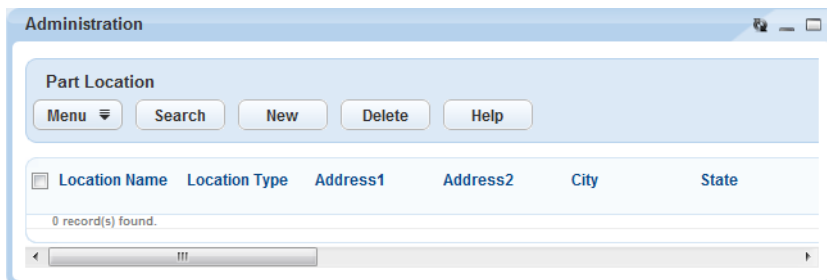 Administration
Part Location
Menu Search New Delete Help
Location Name Location Type Address1 Address2 City State
0 record(s) found.